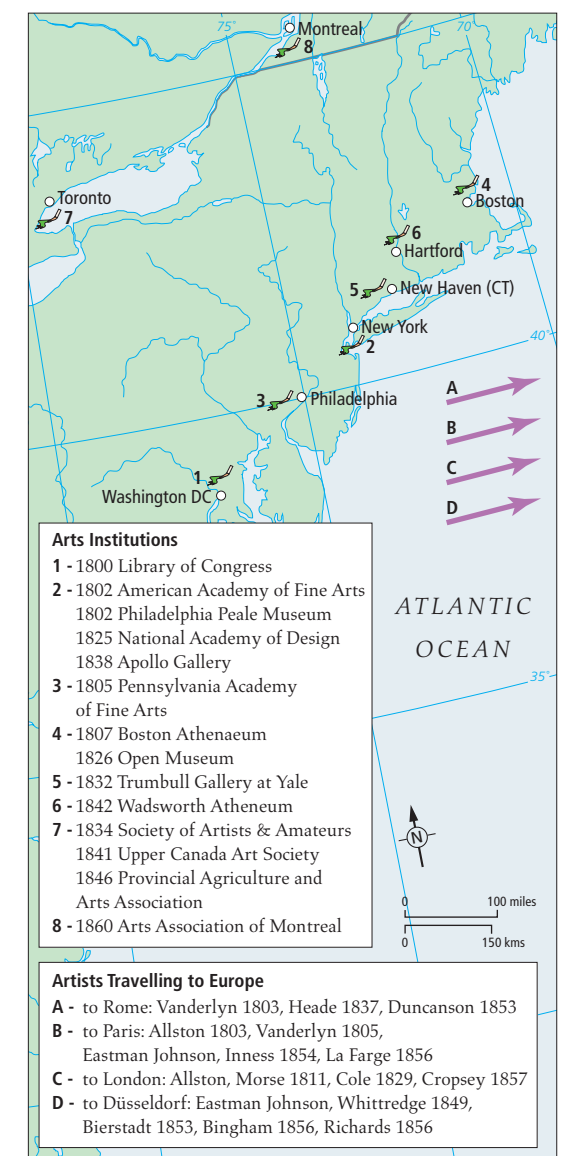 75°
70°
Montreal
8
Toronto
7
4
Boston
6
Hartford
5
New Haven (CT)
New York
2
40°
3
Philadelphia
A
B
C
D
1
Washington DC
ATLANTIC
OCEAN
35°
N
0 100 miles
0 150 kms
Arts Institutions
1 - 1800 Library of Congress
2 - 1802 American Academy of Fine Arts
1802 Philadelphia Peale Museum
1825 National Academy of Design
1838 Apollo Gallery
3 - 1805 Pennsylvania Academy
of Fine Arts
4 - 1807 Boston Athenaeum
1826 Open Museum
5 - 1832 Trumbull Gallery at Yale
6 - 1842 Wadsworth Atheneum
7 - 1834 Society of Artists & Amateurs
1841 Upper Canada Art Society
1846 Provincial Agriculture and
Arts Association
8 - 1860 Arts Association of Montreal
Artists Travelling to Europe
A - to Rome: Vanderlyn 1803, Heade 1837, Duncanson 1853
B - to Paris: Allston 1803, Vanderlyn 1805,
Eastman Johnson, Inness 1854, La Farge 1856
C - to London: Allston, Morse 1811, Cole 1829, Cropsey 1857
D - to Düsseldorf: Eastman Johnson, Whittredge 1849,
Bierstadt 1853, Bingham 1856, Richards 1856